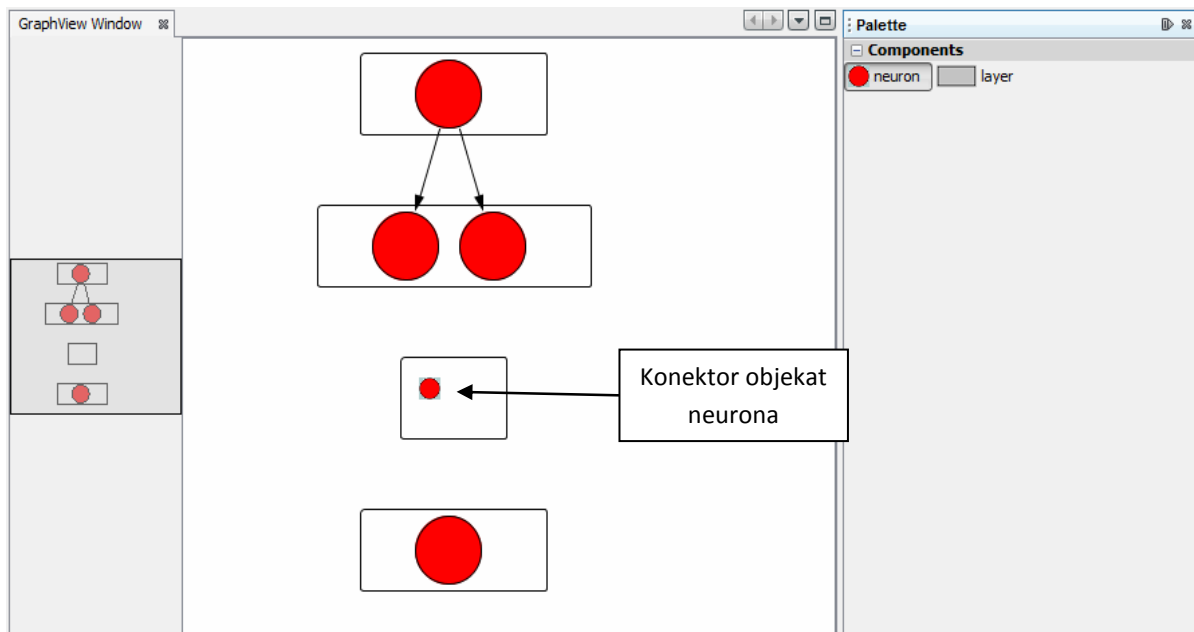 GraphView Window
Palette
Components
neuron
layer
Konektor objekat
neurona